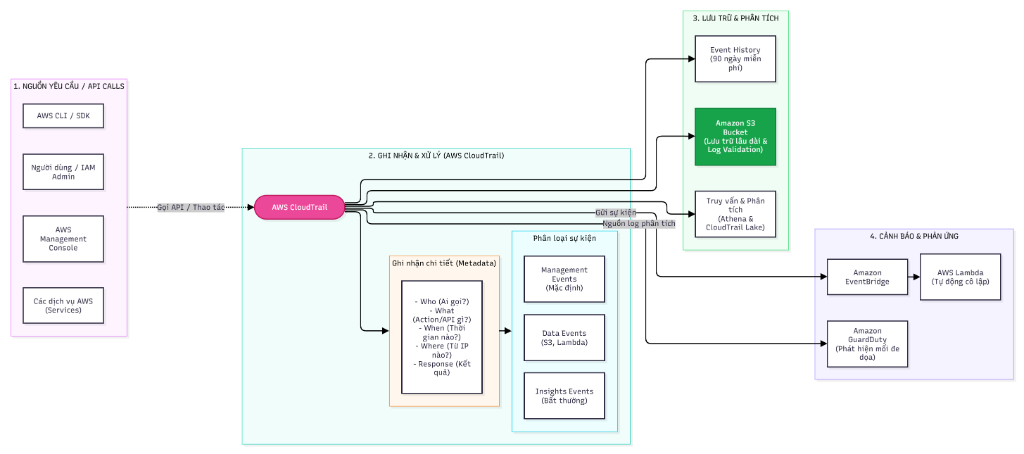 1. NGUỒN YÊU CẦU / API CALLS
AWS CLI / SDK
Người dùng / IAM
Admin
AWS
Management
Console
Các dịch vụ AWS
(Services)
Gọi API / Thao tác
2. GHI NHẬN & XỬ LÝ (AWS CloudTrail)
AWS CloudTrail
Ghi nhận chi tiết (Metadata)
- Who (Ai gọi?)
- What
(Action/API gì?)
- When (Thời
gian nào?)
- Where (Từ IP
nào?)
- Response (Kết
quả)
Phân loại sự kiện
Management
Events
(Mặc định)
Data Events
(S3, Lambda)
Insights Events
(Bất thường)
Gửi sự kiện
Nguồn log phân tích
3. LƯU TRỮ & PHÂN TÍCH
Event History
(90 ngày miễn
phí)
Amazon S3
Bucket
(Lưu trữ lâu dài &
Log Validation)
Truy vấn & Phân
tích
(Athena &
CloudTrail Lake)
4. CẢNH BÁO & PHẢN ỨNG
Amazon
EventBridge
AWS Lambda
(Tự động cô lập)
Amazon
GuardDuty
(Phát hiện mối đe
dọa)